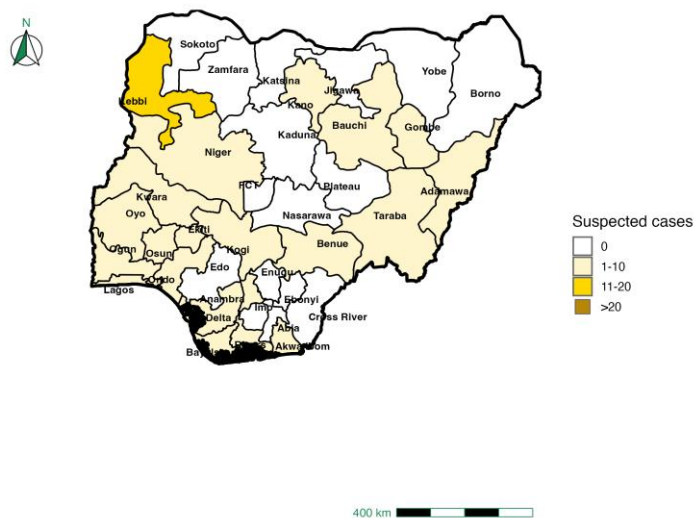 N
Sokoto
Zamfara
Katsina
Yobe
Borno
Jigawa
Kebbi
Kano
Bauchi
Gombe
Kaduna
Niger
FCT
Plateau
Adamawa
Kwara
Oyo
Nasarawa
Taraba
Ekiti
Ogun
Osun
Kogi
Benue
Edo
Enugu
Lagos
Ondo
Anambra
Ebonyi
Imo
Delta
Cross River
Abia
Akwa Ibom
Suspected cases
0
1-10
11-20
>20
400 km